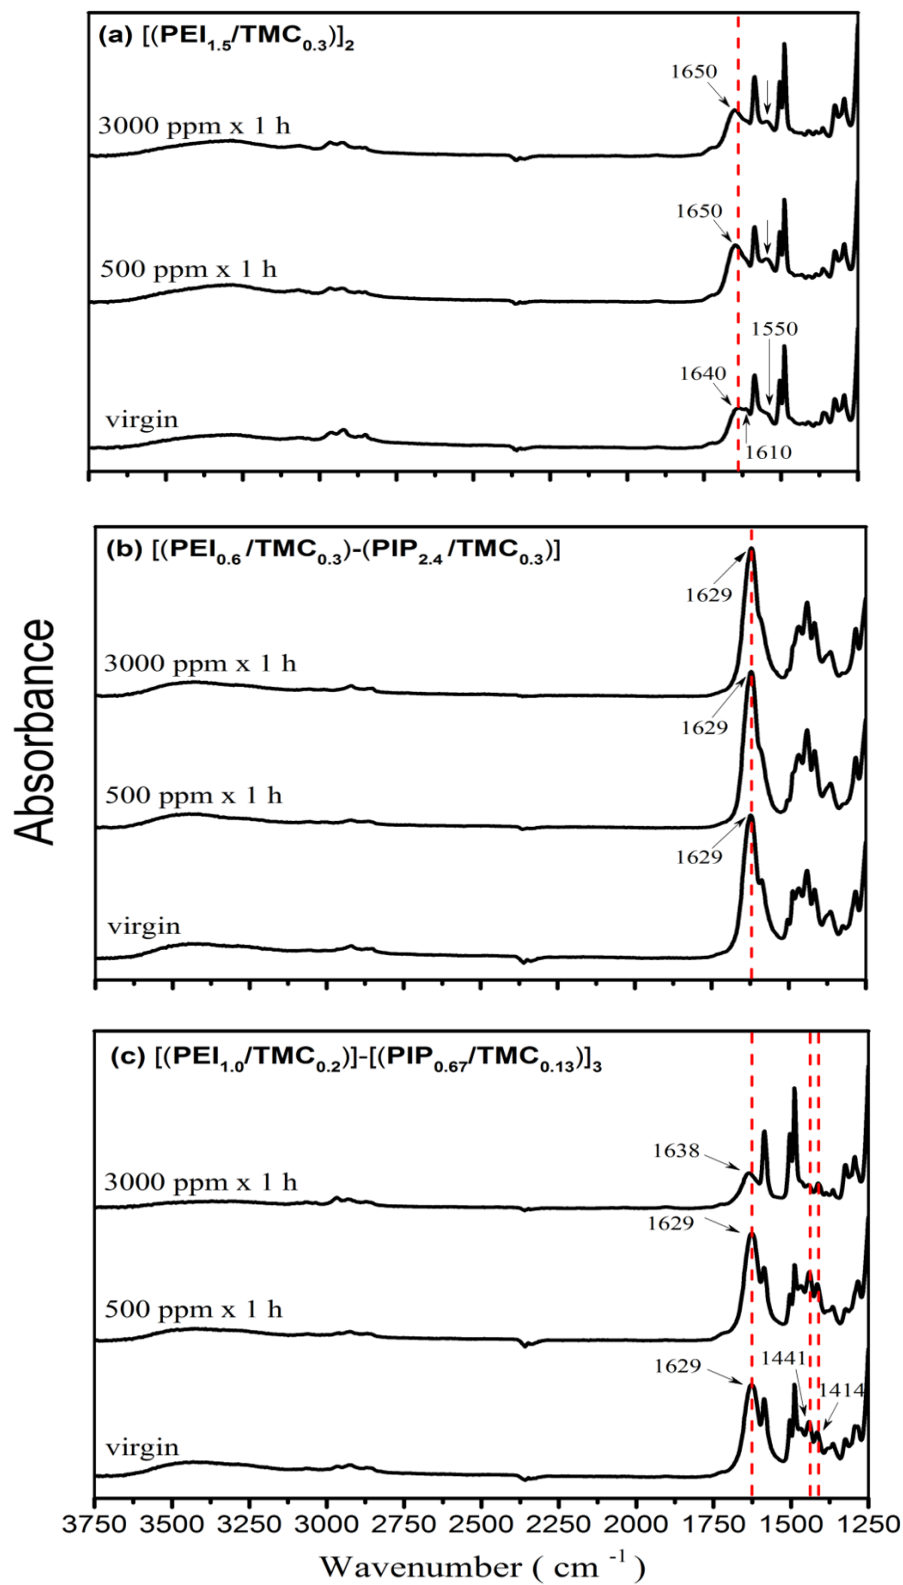 (a) [(PEI1.5/TMC0.3)]2
1650
3000 ppm x 1 h
1650
500 ppm x 1 h
1550
1640
virgin
1610
Absorbance
(b) [(PEI0.6/TMC0.3)-(PIP2.4/TMC0.3)]
1629
3000 ppm x 1 h
1629
500 ppm x 1 h
1629
virgin
(c) [(PEI1.0/TMC0.2)]-[(PIP0.67/TMC0.13)]3
1638
3000 ppm x 1 h
1629
500 ppm x 1 h
1629
1441
1414
virgin
3750 3500 3250 3000 2750 2500 2250 2000 1750 1500 1250
Wavenumber ( cm -1 )